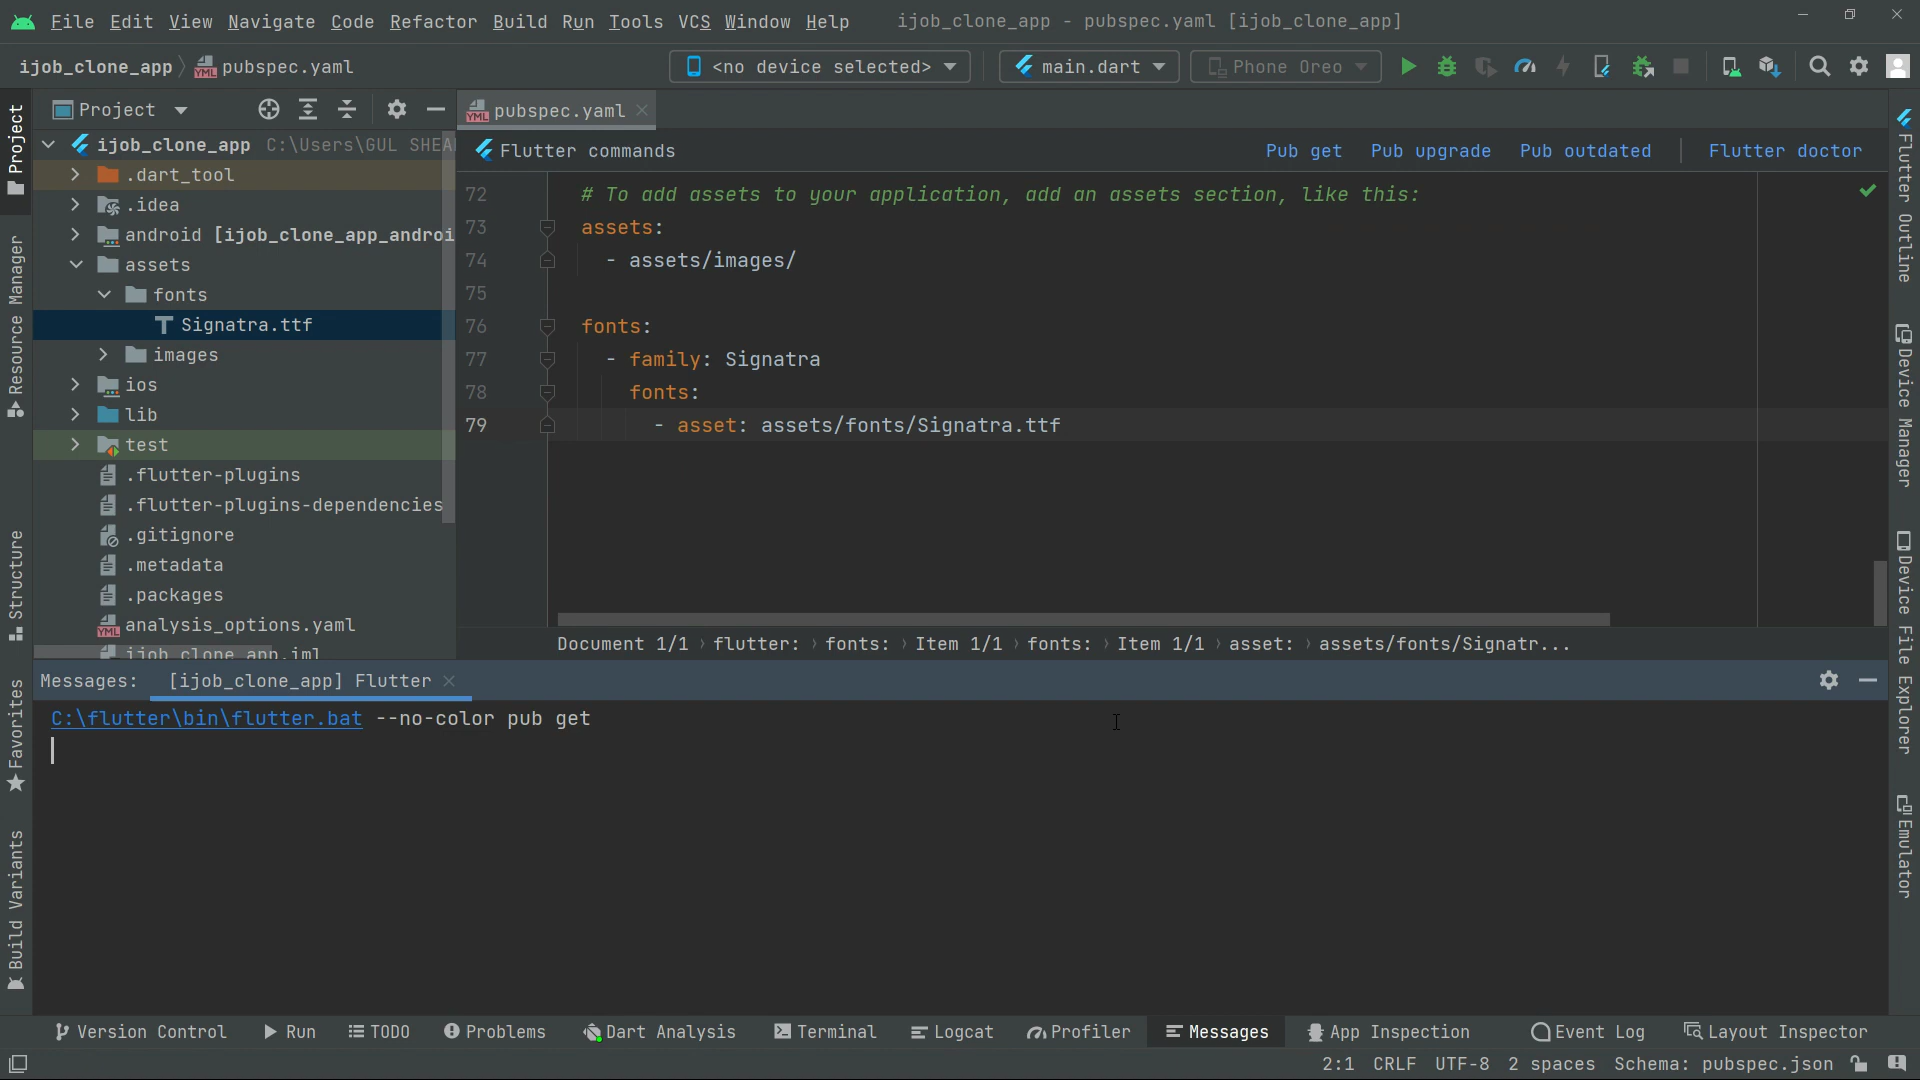 File Edit View Navigate Code Refactor Build Run Tools VCS Window Help ijob_clone_app - pubspec.yaml [ijob_clone_app]
ijob_clone_app pubspec.yaml <no device selected> main.dart Phone Oreo
Project
pubspec.yaml
ijob_clone_app C:\Users\GUL SHEA
.dart_tool
.idea
android [ijob_clone_app_androi
assets
fonts
Signatra.ttf
images
ios
lib
test
.flutter-plugins
.flutter-plugins-dependencies
.gitignore
.metadata
.packages
analysis_options.yaml
ijob_clone_app.iml
Flutter commands Pub get Pub upgrade Pub outdated Flutter doctor
72 # To add assets to your application, add an assets section, like this:
73 assets:
74 - assets/images/
75
76 fonts:
77 - family: Signatra
78 fonts:
79 - asset: assets/fonts/Signatra.ttf
Document 1/1 › flutter: › fonts: › Item 1/1 › fonts: › Item 1/1 › asset: › assets/fonts/Signatr...
Messages: [ijob_clone_app] Flutter
C:\flutter\bin\flutter.bat --no-color pub get
Project
Resource Manager
Structure
Favorites
Build Variants
Flutter Outline
Device Manager
Device File Explorer
Emulator
Version Control Run TODO Problems Dart Analysis Terminal Logcat Profiler Messages App Inspection Event Log Layout Inspector
2:1 CRLF UTF-8 2 spaces Schema: pubspec.json